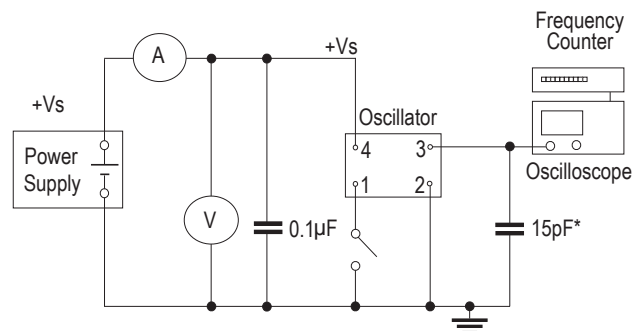 Frequency
Counter
A
+Vs
+Vs
Oscillator
Power
Supply
4
3
1
2
Oscilloscope
V
0.1µF
15pF*